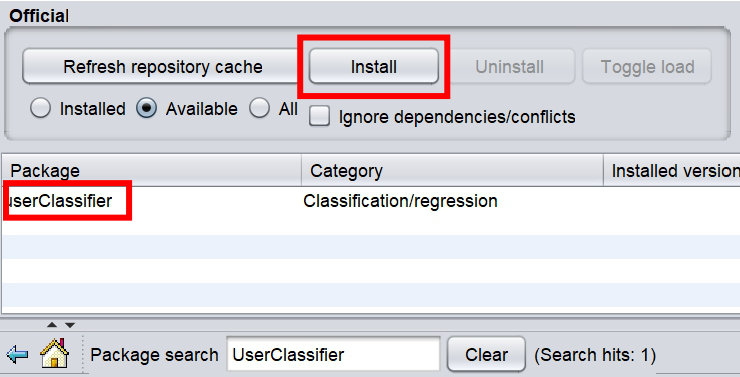 Official
Refresh repository cache Install Uninstall Toggle load
Installed Available All Ignore dependencies/conflicts
Package Category Installed version
userClassifier Classification/regression
Package search UserClassifier Clear (Search hits: 1)